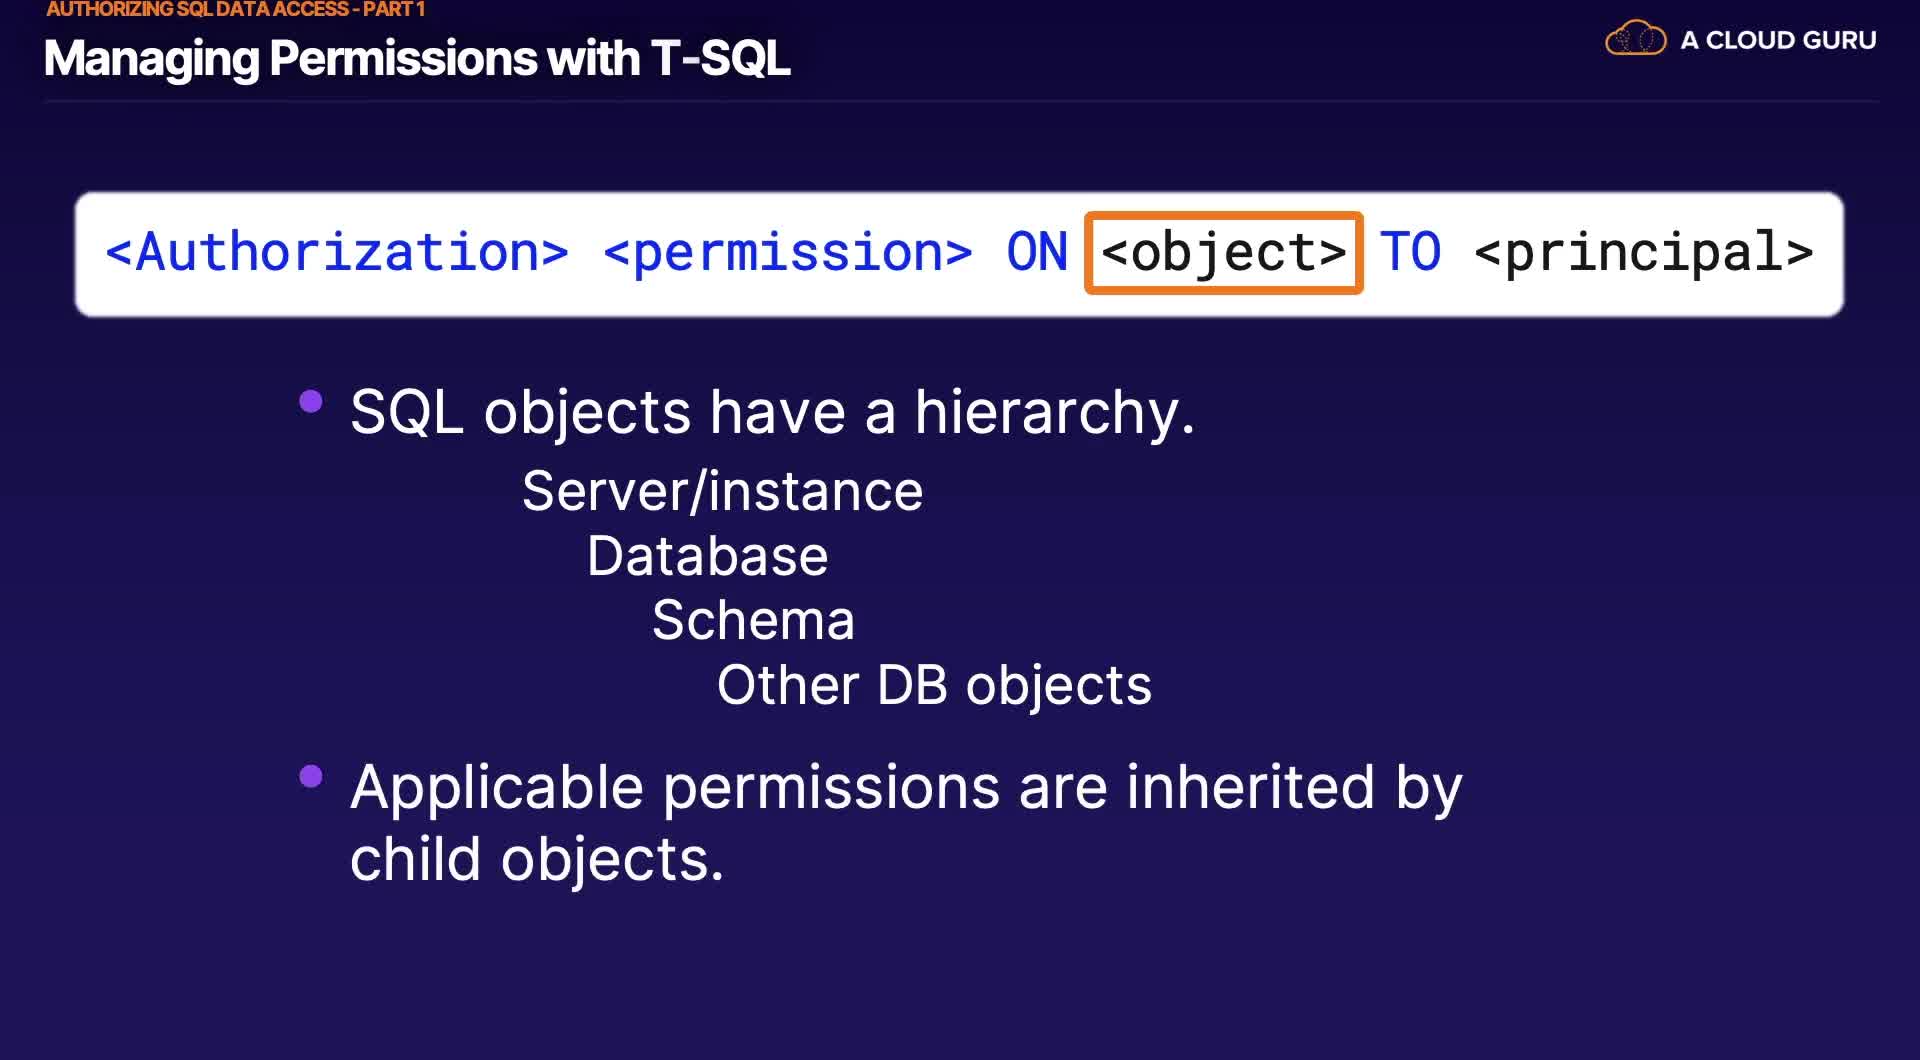 AUTHORIZING SQL DATA ACCESS - PART 1
Managing Permissions with T-SQL
A CLOUD GURU
<Authorization> <permission> ON <object> TO <principal>
SQL objects have a hierarchy.
Server/instance
Database
Schema
Other DB objects
Applicable permissions are inherited by
child objects.